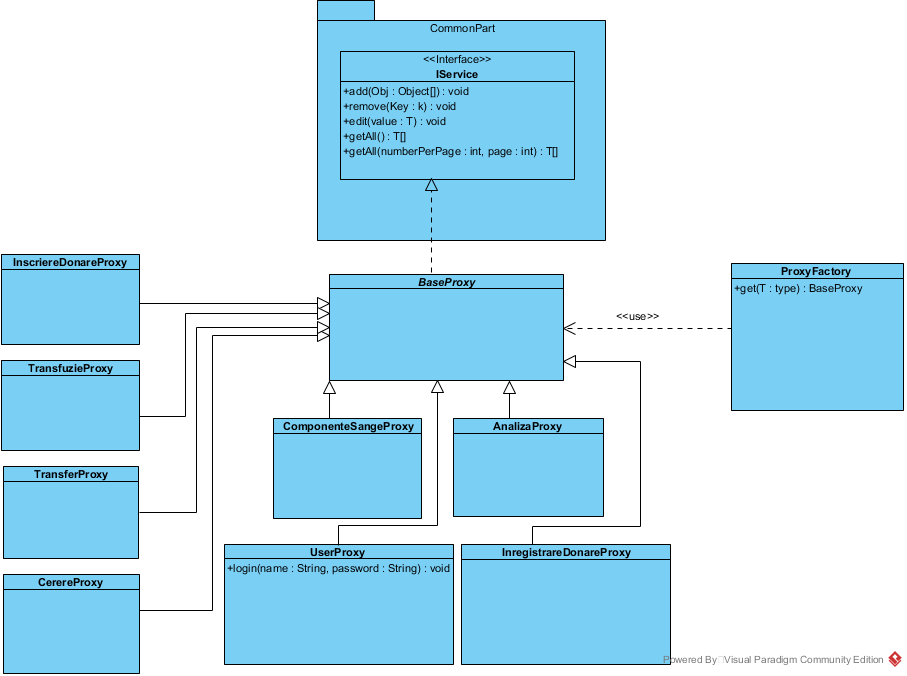 CommonPart
<<Interface>>
IService
+add(Obj : Object[]) : void
+remove(Key : k) : void
+edit(value : T) : void
+getAll() : T[]
+getAll(numberPerPage : int, page : int) : T[]
InscriereDonareProxy
BaseProxy
ProxyFactory
+get(T : type) : BaseProxy
<<use>>
TransfuzieProxy
ComponenteSangeProxy
AnalizaProxy
TransferProxy
UserProxy
+login(name : String, password : String) : void
InregistrareDonareProxy
CerereProxy
Powered By Visual Paradigm Community Edition